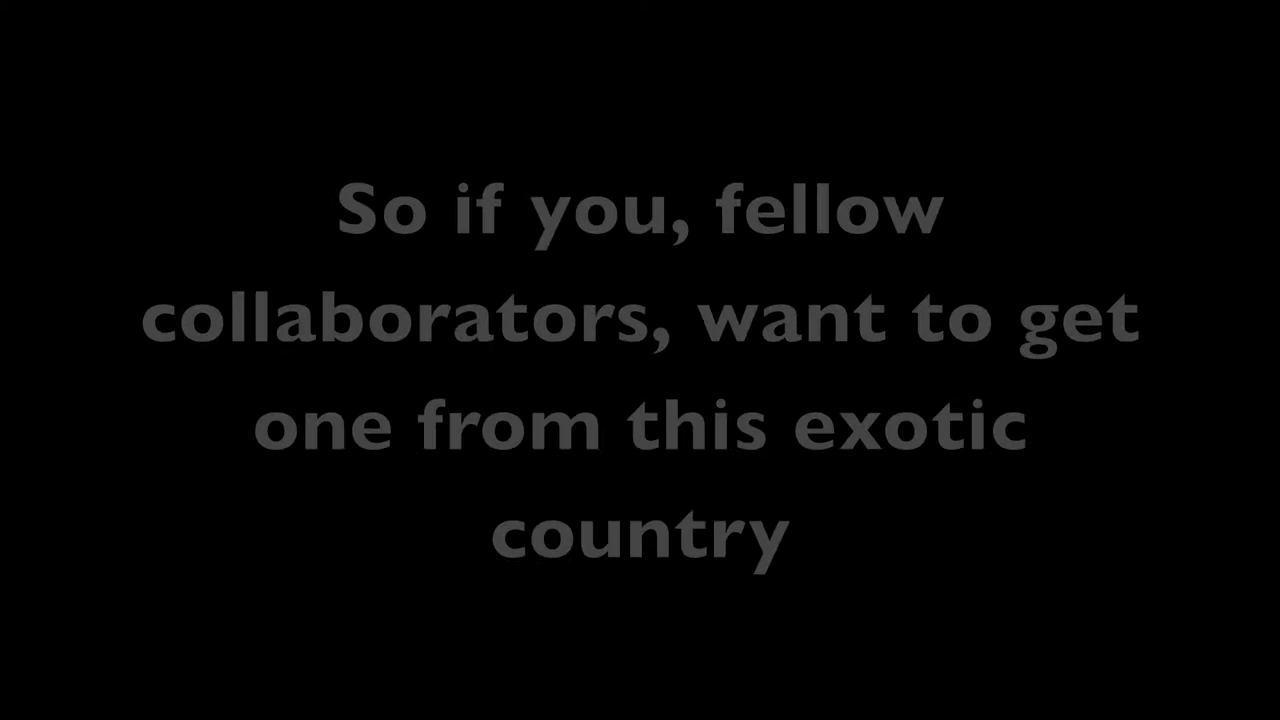 So if you, fellow
collaborators, want to get
one from this exotic
country